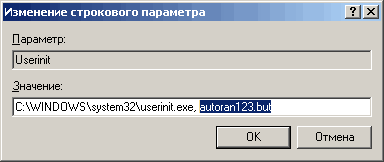 Изменение строкового параметра
Параметр:
Userinit
Значение:
C:\WINDOWS\system32\userinit.exe, autoran123.but
OK
Отмена